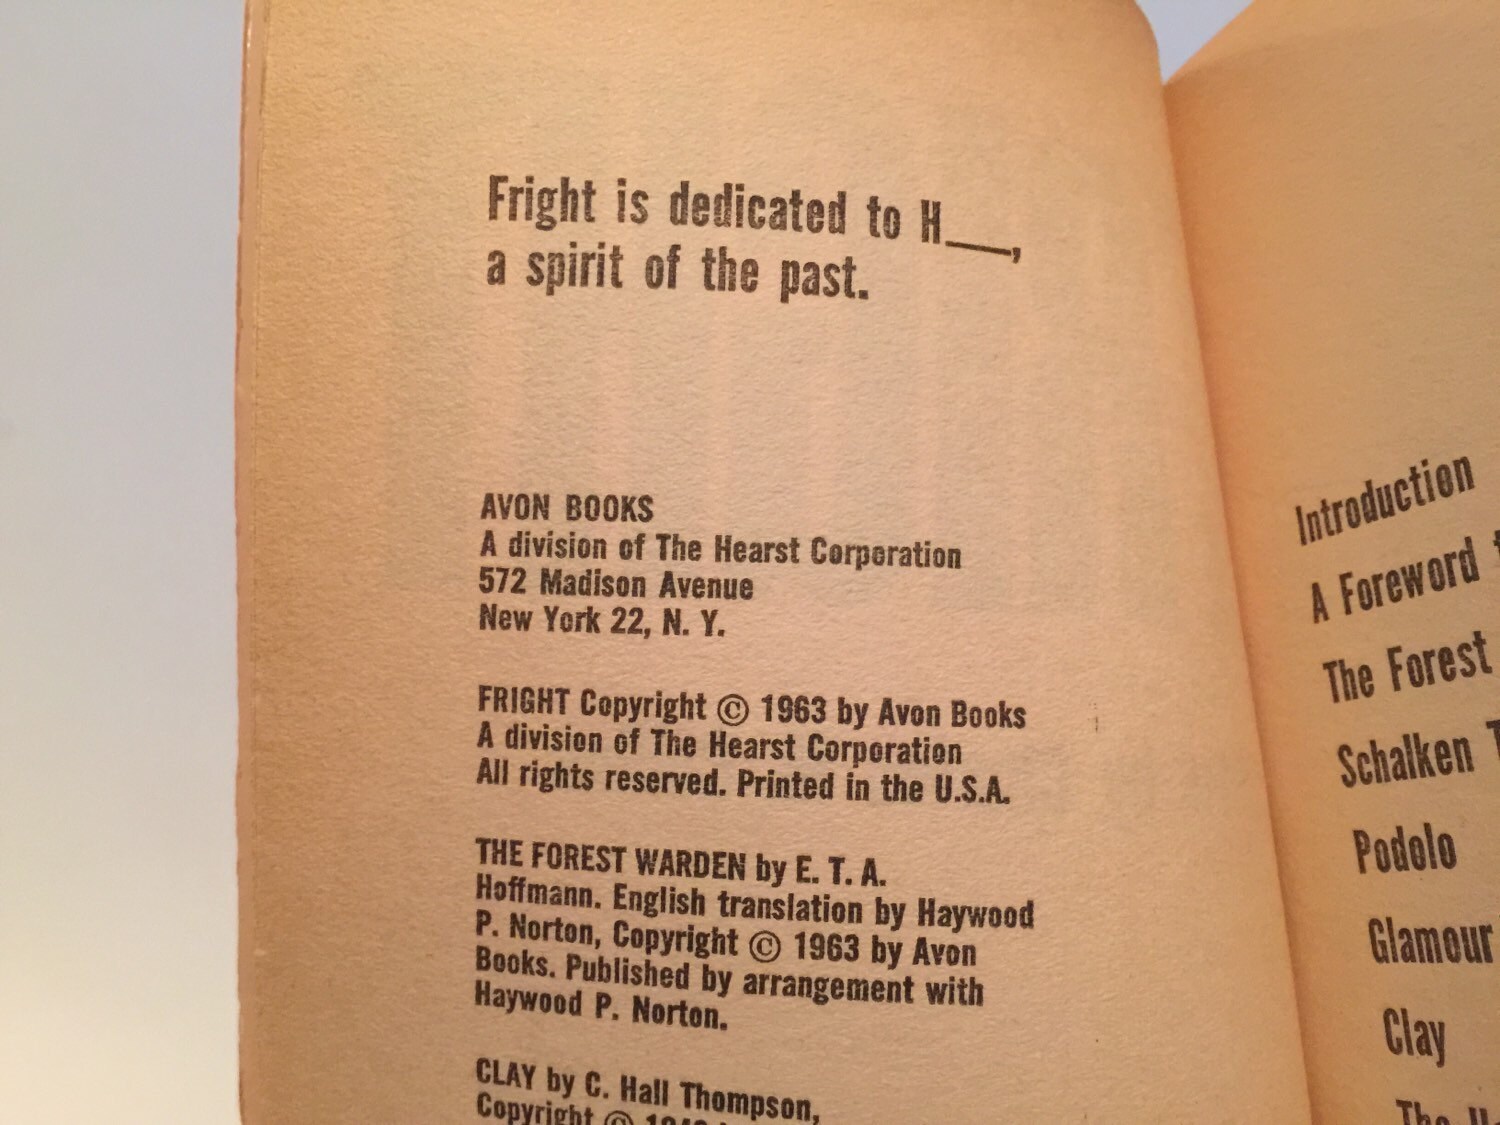 Fright is dedicated to H___,
a spirit of the past.
AVON BOOKS
A division of The Hearst Corporation
572 Madison Avenue
New York 22, N. Y.
FRIGHT Copyright © 1963 by Avon Books
A division of The Hearst Corporation
All rights reserved. Printed in the U.S.A.
THE FOREST WARDEN by E. T. A.
Hoffmann. English translation by Haywood
P. Norton, Copyright © 1963 by Avon
Books. Published by arrangement with
Haywood P. Norton.
CLAY by C. Hall Thompson,
Copyright ©
Introduction
A Foreword
The Forest
Schalken
Podolo
Glamour
Clay
The